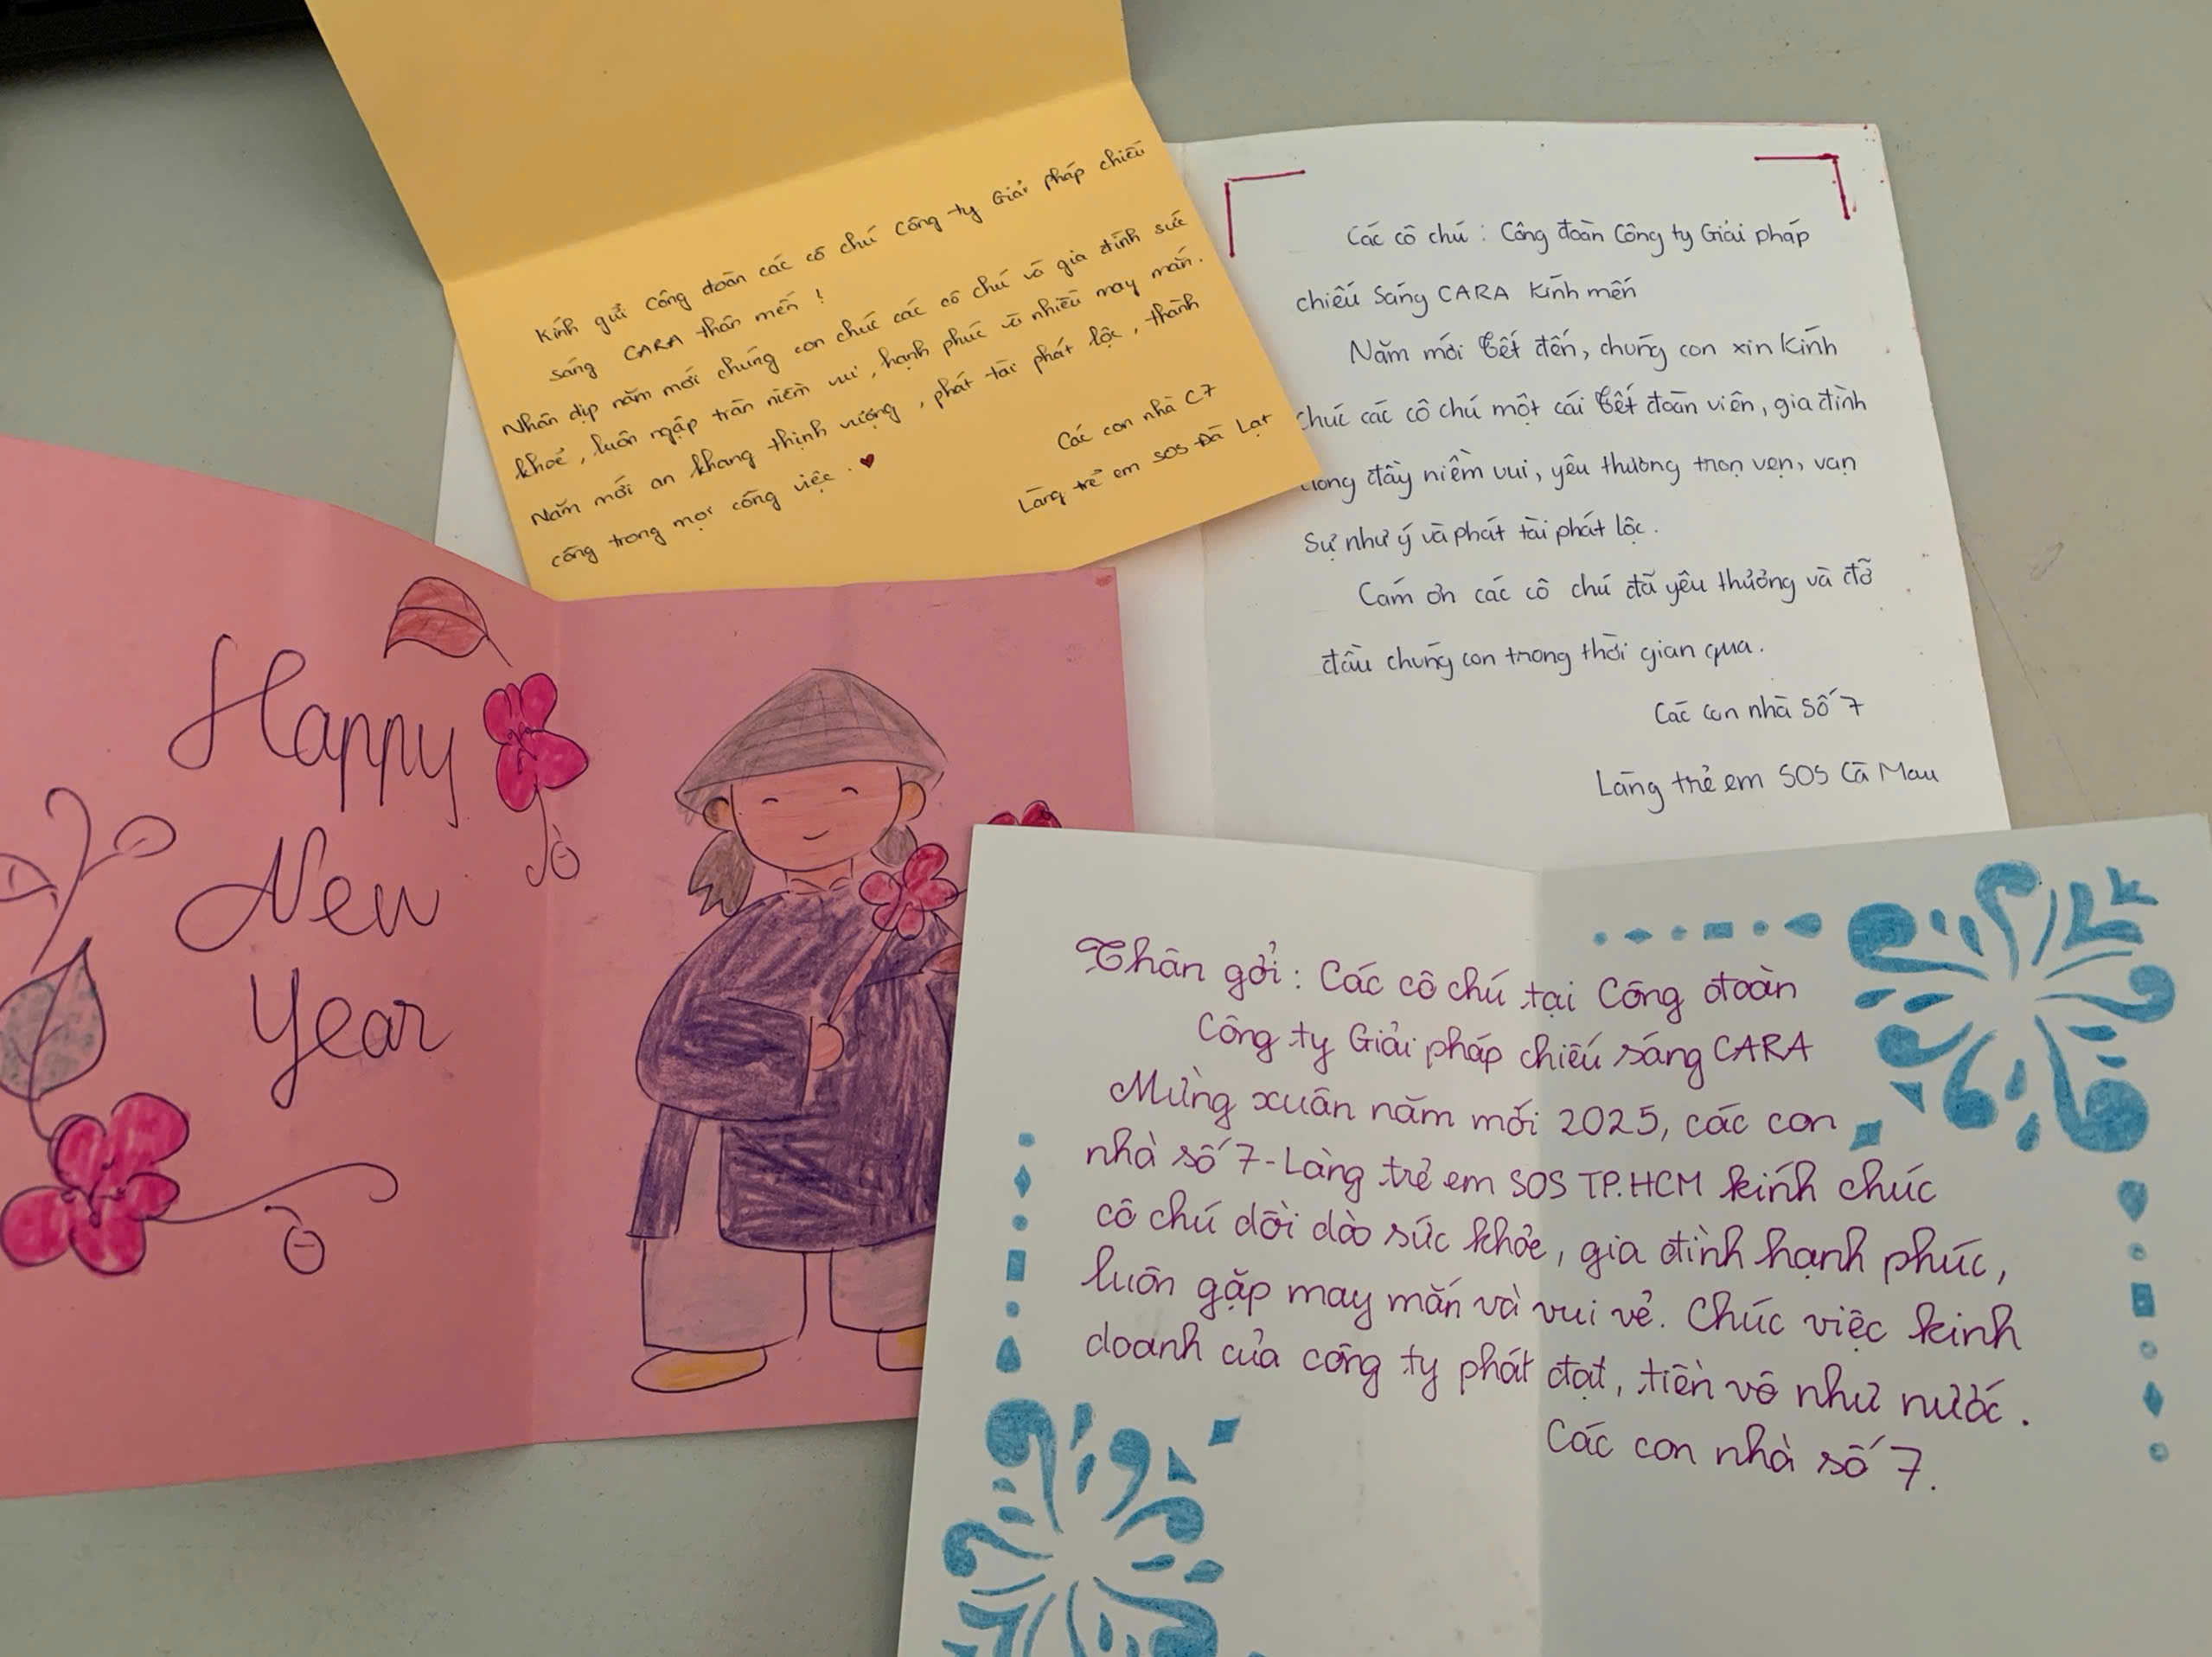 Kính gửi Công đoàn các cô chú Công ty Giải pháp chiếu
sáng CARA thân mến !
Nhân dịp năm mới chúng con chúc các cô chú và gia đình sức
khoẻ, luôn ngập tràn niềm vui, hạnh phúc và nhiều may mắn.
Năm mới an khang thịnh vượng, phát tài phát lộc, thành
công trong mọi công việc.
Các con nhà C7
Làng trẻ em SOS Đà Lạt
Các cô chú : Công đoàn Công ty Giải pháp
chiếu sáng CARA Kính mến
Năm mới Tết đến, chúng con xin kính
chúc các cô chú một cái Tết đoàn viên, gia đình
đầy niềm vui, yêu thương trọn vẹn, vạn
sự như ý và phát tài phát lộc.
Cám ơn các cô chú đã yêu thương và đỡ
đầu chúng con trong thời gian qua.
Các con nhà số 7
Làng trẻ em SOS Cà Mau
Happy
New
Year
Thân gởi: Các cô chú tại Công đoàn
Công ty Giải pháp chiếu sáng CARA
Mừng xuân năm mới 2025, các con
nhà số 7-Làng trẻ em SOS TP.HCM kính chúc
cô chú dồi dào sức khỏe, gia đình hạnh phúc,
luôn gặp may mắn và vui vẻ. Chúc việc kinh
doanh của công ty phát đạt, tiền vô như nước.
Các con nhà số 7.